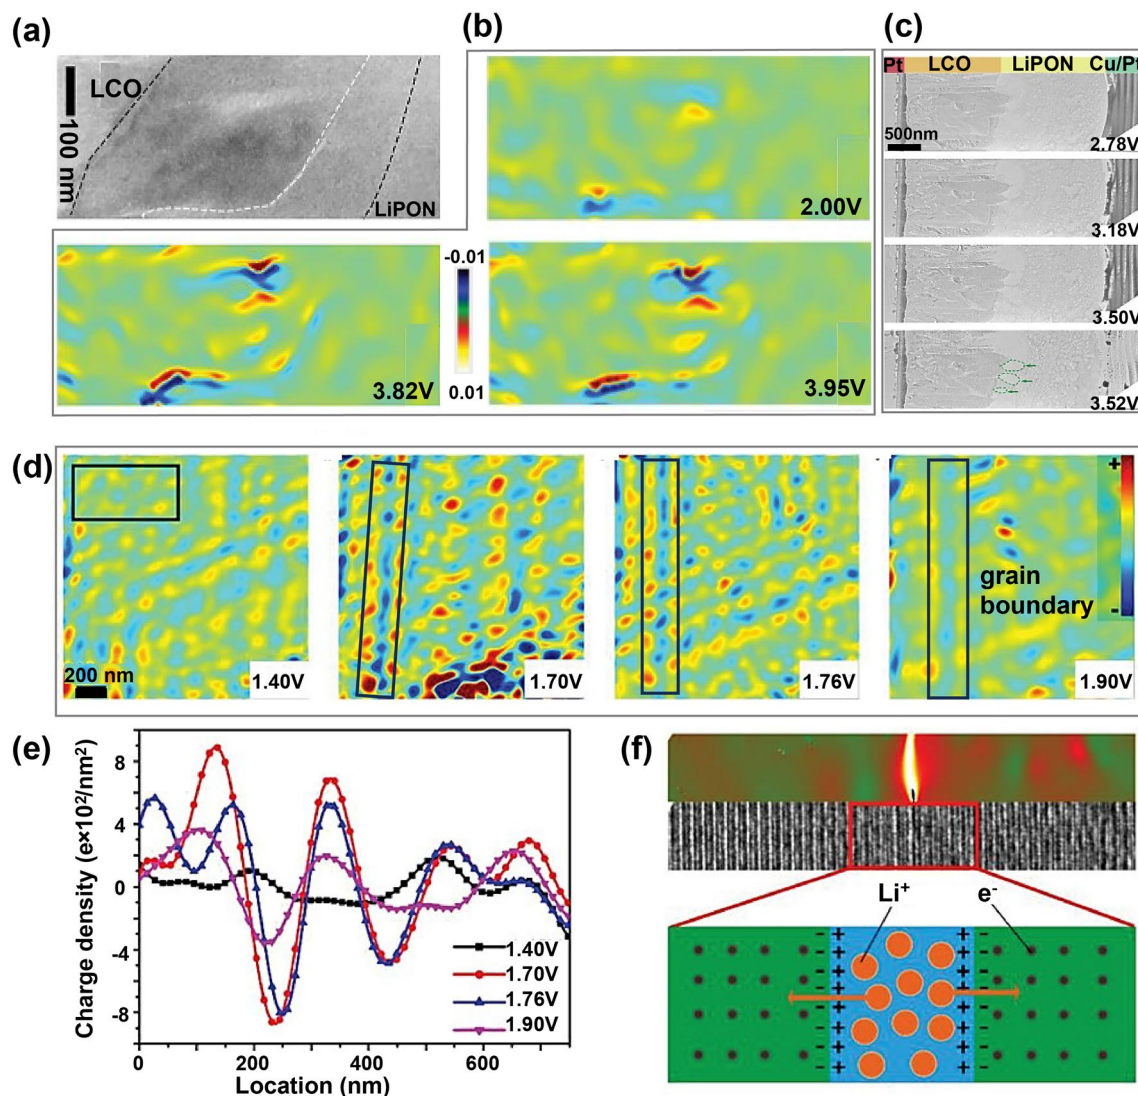 (a)
LCO
100 nm
LiPON
(b)
2.00V
-0.01
0.01
3.82V
3.95V
(c)
Pt LCO LiPON Cu/Pt
500nm
2.78V
3.18V
3.50V
3.52V
(d)
200 nm
1.40V
1.70V
1.76V
+
-
grain
boundary
1.90V
(e)
Charge density (e×10²/nm²)
8
4
0
-4
-8
1.40V
1.70V
1.76V
1.90V
0 200 400 600
Location (nm)
(f)
Li⁺ e⁻
- + + -
- + + -
- + + -
- + + -
- + + -
- + + -
- + + -
- + + -
- + + -
- + + -